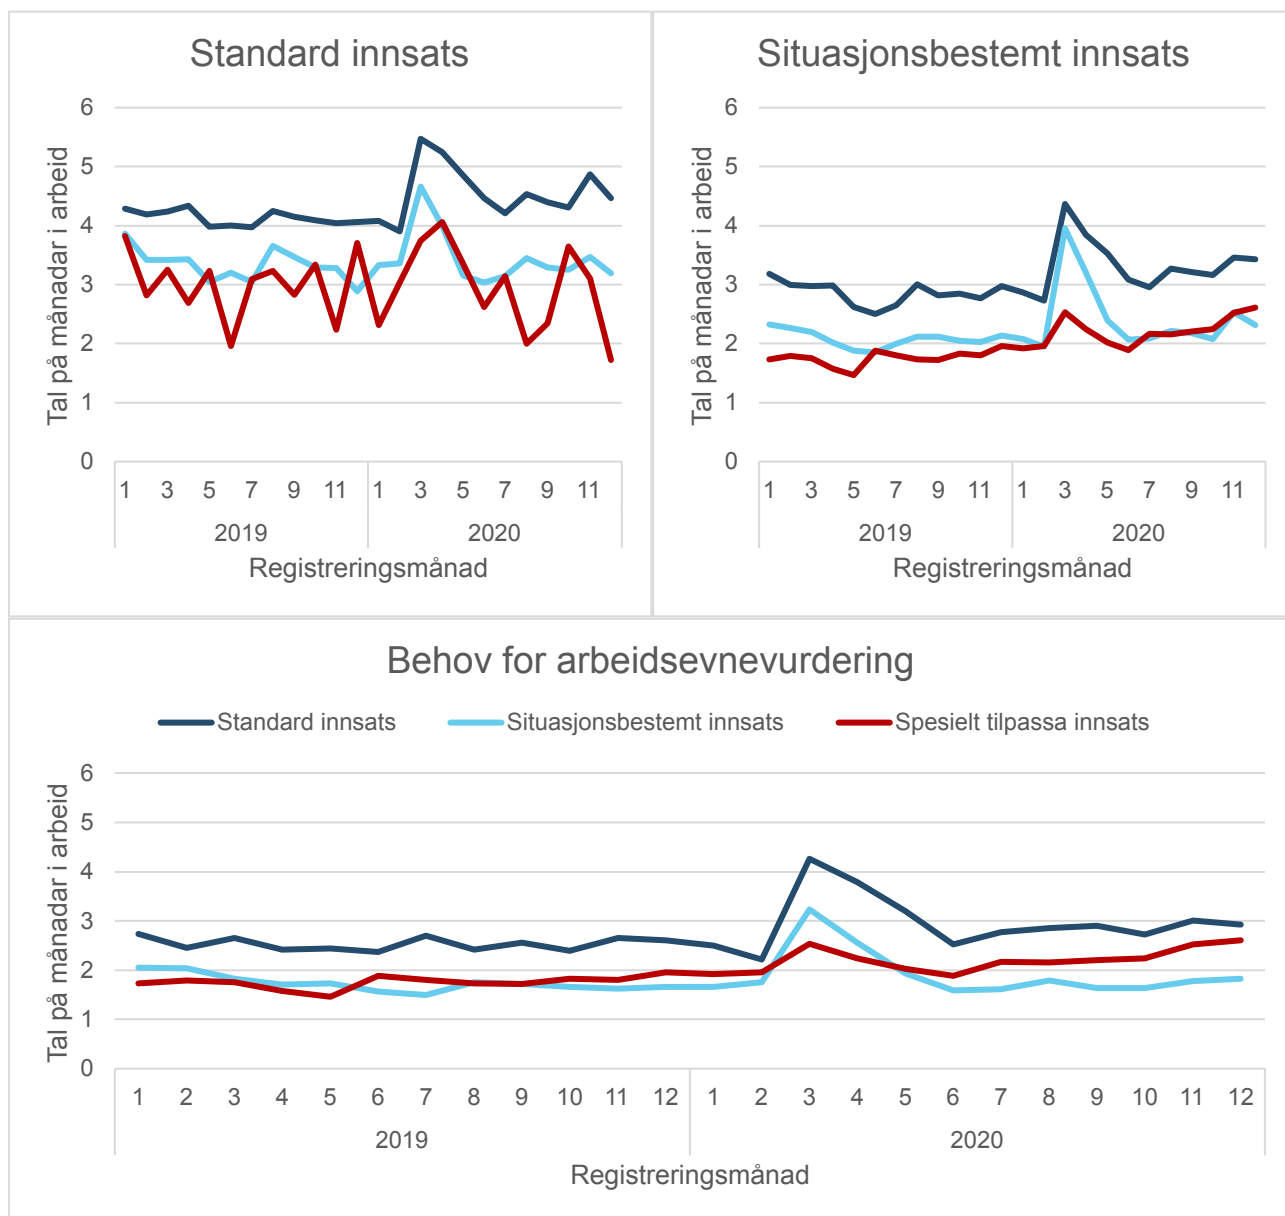 Standard innsats
Tal på månadar i arbeid
6
5
4
3
2
1
0
1 3 5 7 9 11 1 3 5 7 9 11
2019 2020
Registreringsmånad
Situasjonsbestemt innsats
Tal på månadar i arbeid
6
5
4
3
2
1
0
1 3 5 7 9 11 1 3 5 7 9 11
2019 2020
Registreringsmånad
Behov for arbeidsevnevurdering
Standard innsats Situasjonsbestemt innsats Spesielt tilpassa innsats
Tal på månadar i arbeid
6
5
4
3
2
1
0
1 2 3 4 5 6 7 8 9 10 11 12 1 2 3 4 5 6 7 8 9 10 11 12
2019 2020
Registreringsmånad